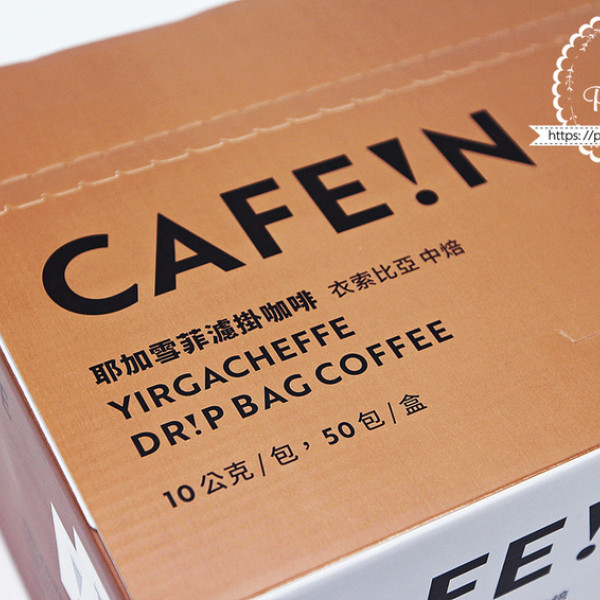 CAFE!N
耶加雪菲濾掛咖啡 衣索比亞 中焙
YIRGACHEFFE
DR!P BAG COFFEE
10公克/包，50包/盒
https://p
FE!